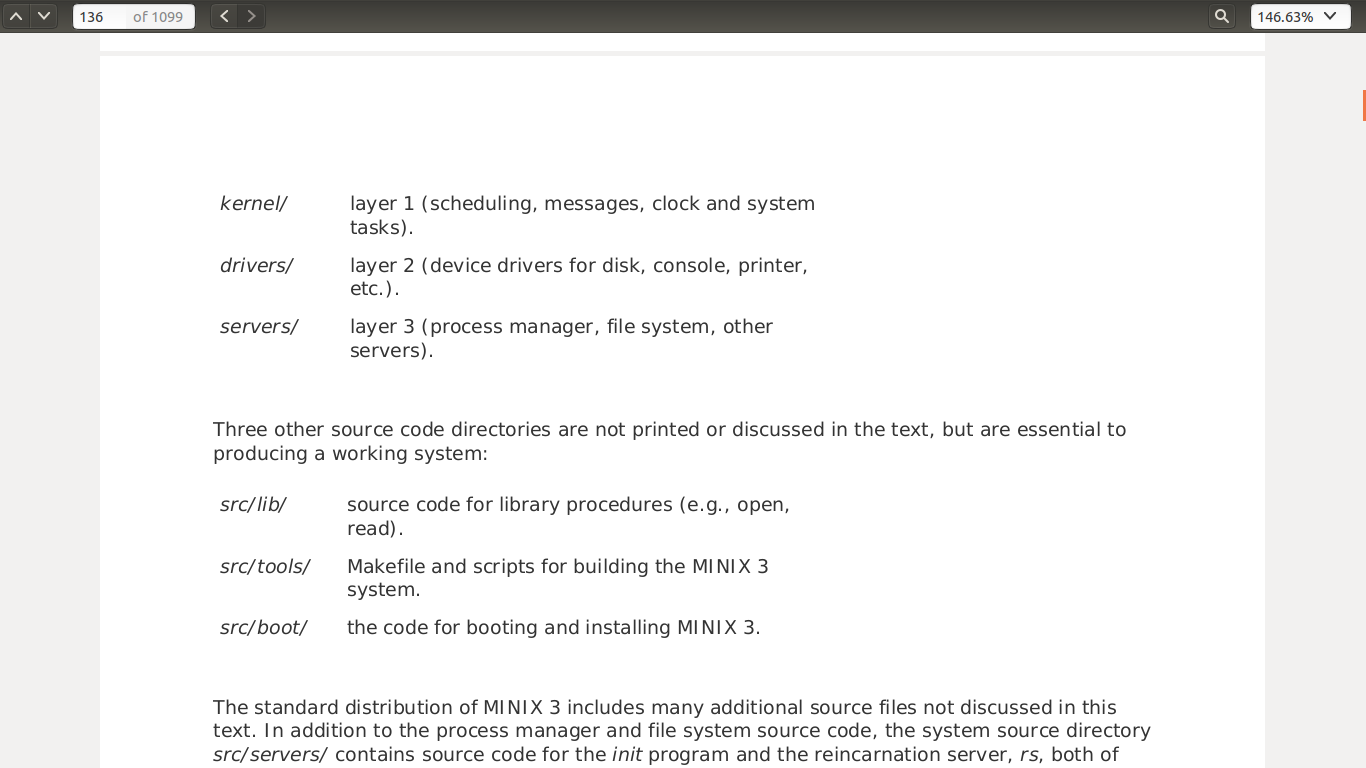 136 of 1099
146.63%
kernel/ layer 1 (scheduling, messages, clock and system
tasks).
drivers/ layer 2 (device drivers for disk, console, printer,
etc.).
servers/ layer 3 (process manager, file system, other
servers).
Three other source code directories are not printed or discussed in the text, but are essential to
producing a working system:
src/lib/ source code for library procedures (e.g., open,
read).
src/tools/ Makefile and scripts for building the MINIX 3
system.
src/boot/ the code for booting and installing MINIX 3.
The standard distribution of MINIX 3 includes many additional source files not discussed in this
text. In addition to the process manager and file system source code, the system source directory
src/servers/ contains source code for the init program and the reincarnation server, rs, both of